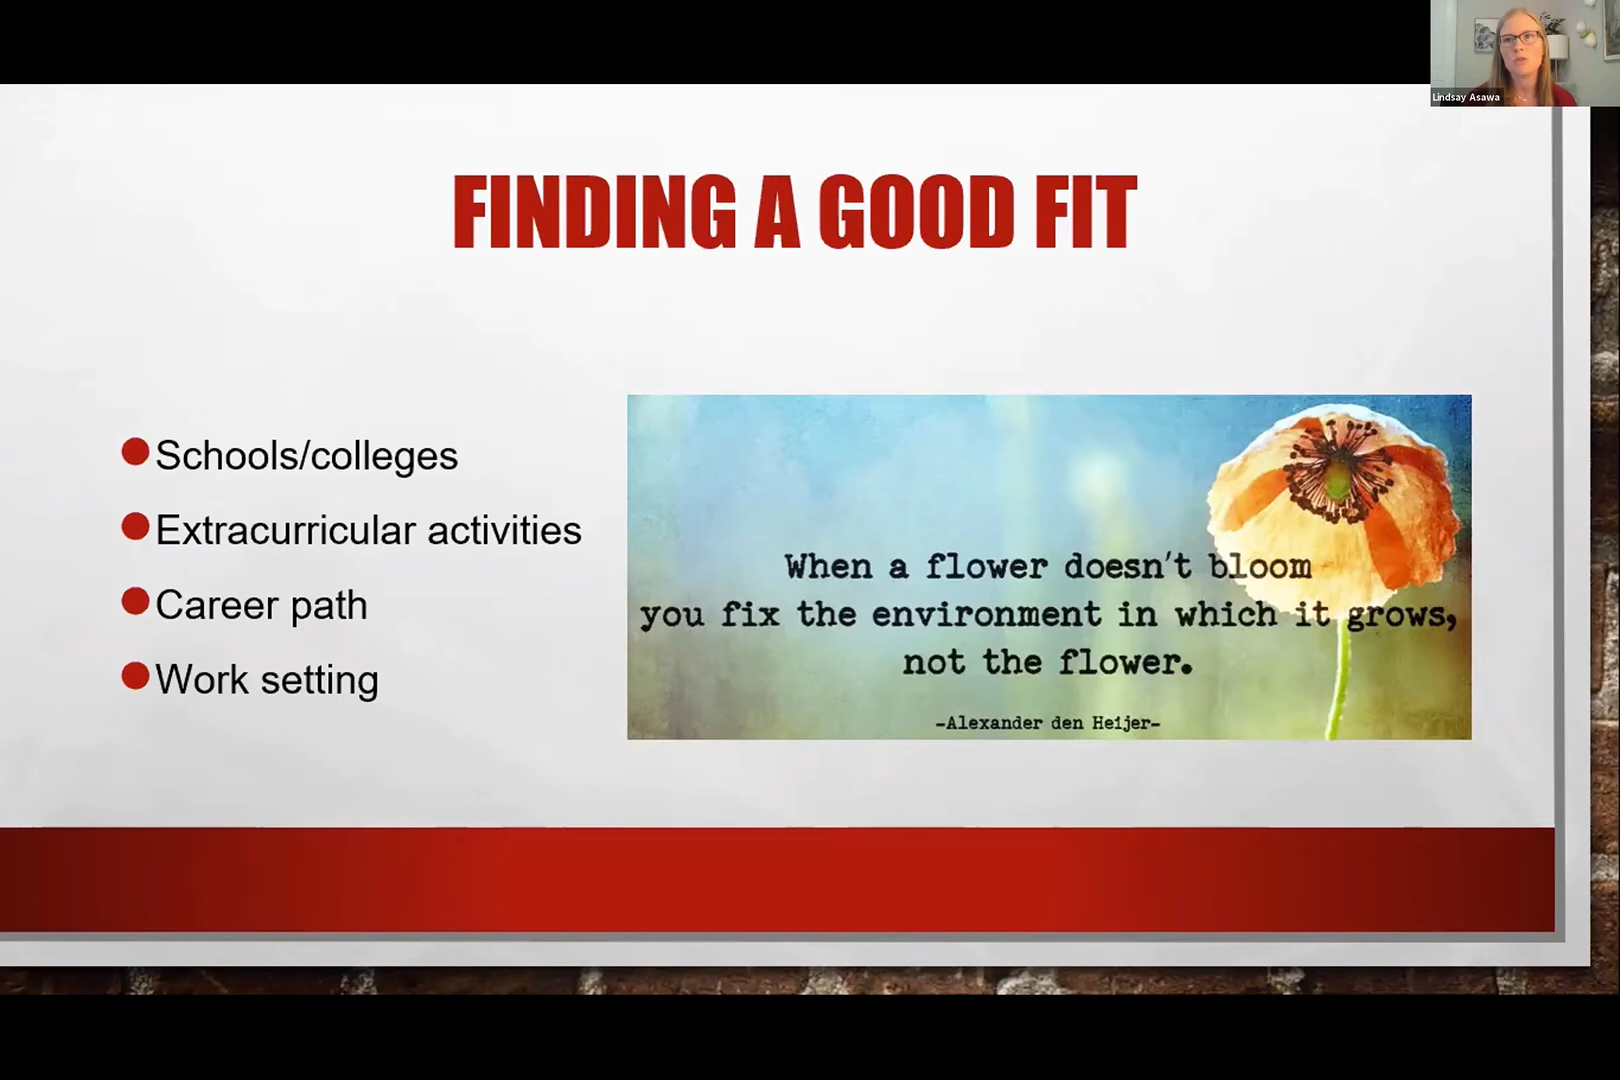 Lindsay Asawa
FINDING A GOOD FIT
Schools/colleges
Extracurricular activities
Career path
Work setting
When a flower doesn't bloom
you fix the environment in which it grows,
not the flower.
-Alexander den Heijer-